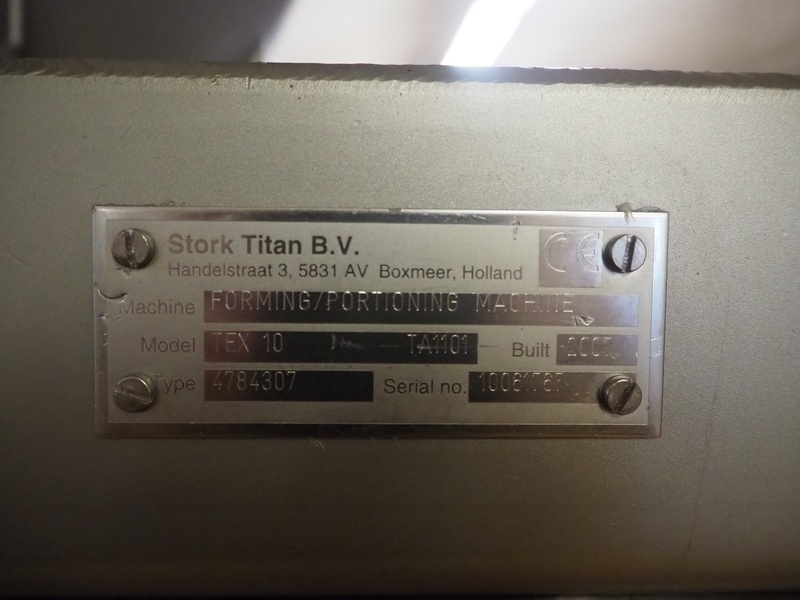 Stork Titan B.V.
CE
Handelstraat 3, 5831 AV Boxmeer, Holland
Machine FORMING/PORTIONING MACHINE
Model TEX 10 TA1101 Built
Type 4784307 Serial no.